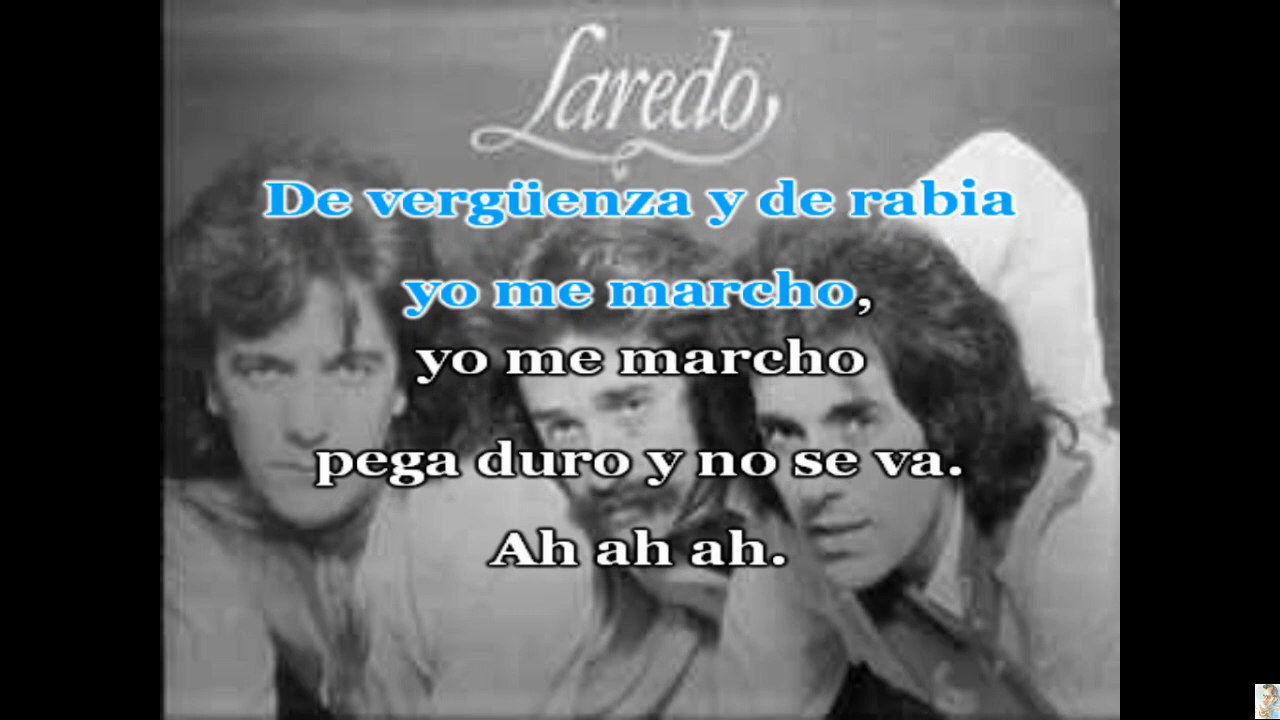 Laredo,
De vergüenza y de rabia
yo me marcho,
yo me marcho
pega duro y no se va.
Ah ah ah.